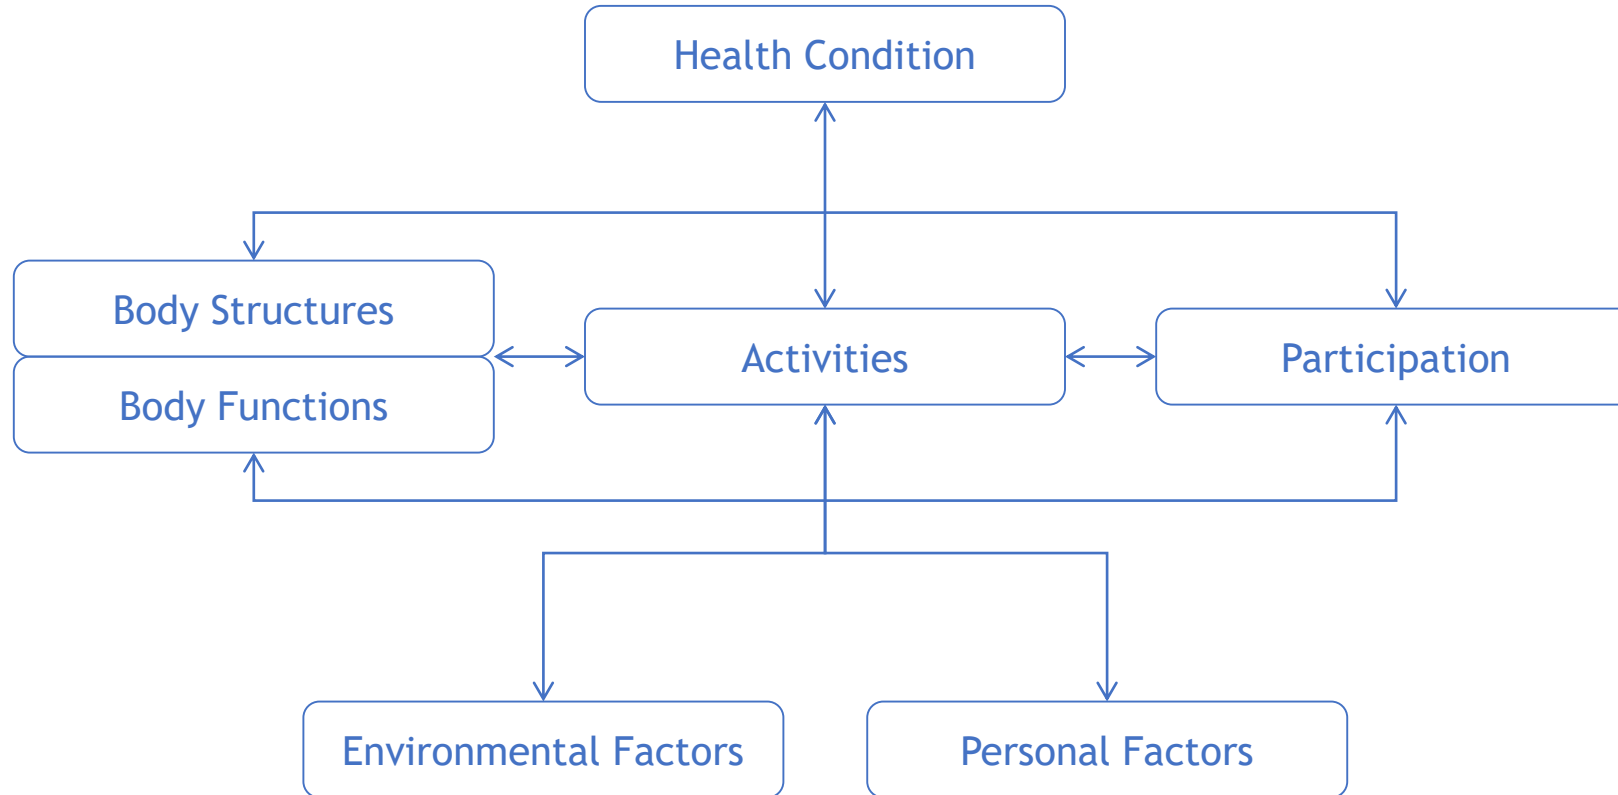 Health Condition
Body Structures
Body Functions
Activities
Participation
Environmental Factors
Personal Factors